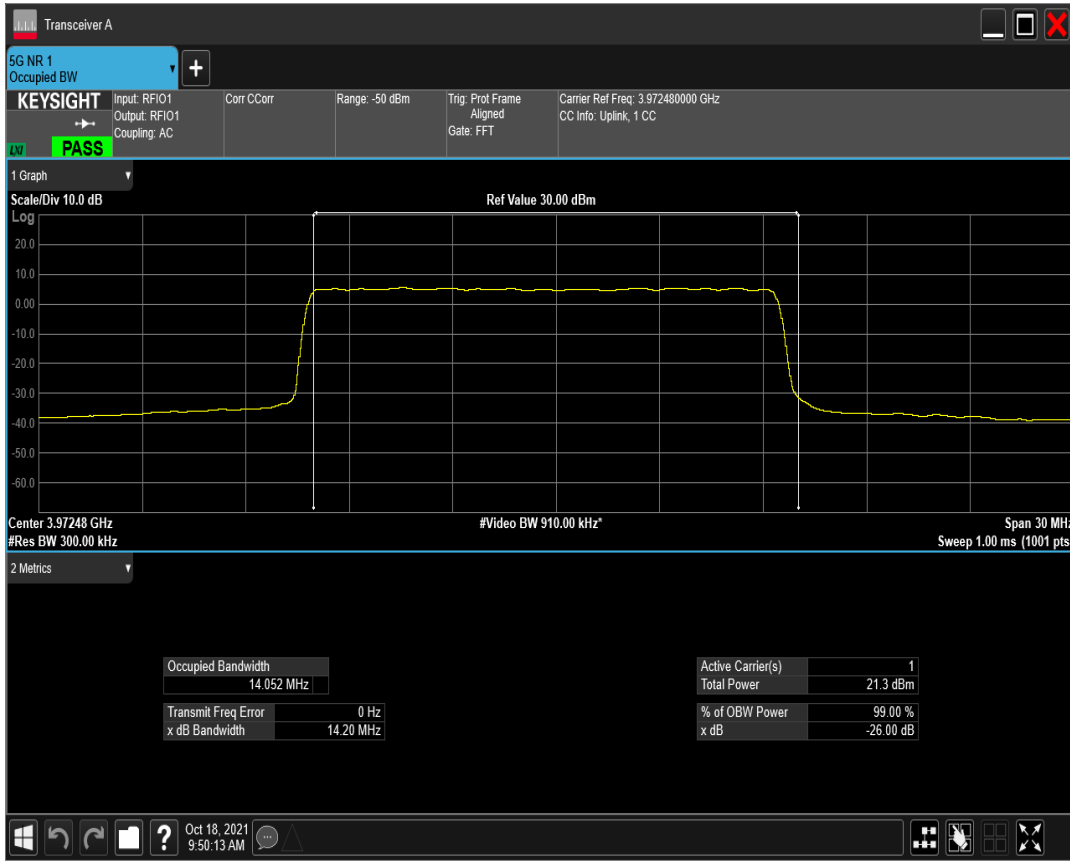 Transceiver A
5G NR 1
Occupied BW
KEYSIGHT
LXI
PASS
Input: RFIO1
Output: RFIO1
Coupling: AC
Corr CCorr
Range: -50 dBm
Trig: Prot Frame
Aligned
Gate: FFT
Carrier Ref Freq: 3.972480000 GHz
CC Info: Uplink, 1 CC
1 Graph
Scale/Div 10.0 dB
Ref Value 30.00 dBm
Log
20.0
10.0
0.00
-10.0
-20.0
-30.0
-40.0
-50.0
-60.0
Center 3.97248 GHz
#Video BW 910.00 kHz*
Span 30 MHz
#Res BW 300.00 kHz
Sweep 1.00 ms (1001 pts
2 Metrics
Occupied Bandwidth
14.052 MHz
Transmit Freq Error 0 Hz
x dB Bandwidth 14.20 MHz
Active Carrier(s) 1
Total Power 21.3 dBm
% of OBW Power 99.00 %
x dB -26.00 dB
?
Oct 18, 2021
9:50:13 AM